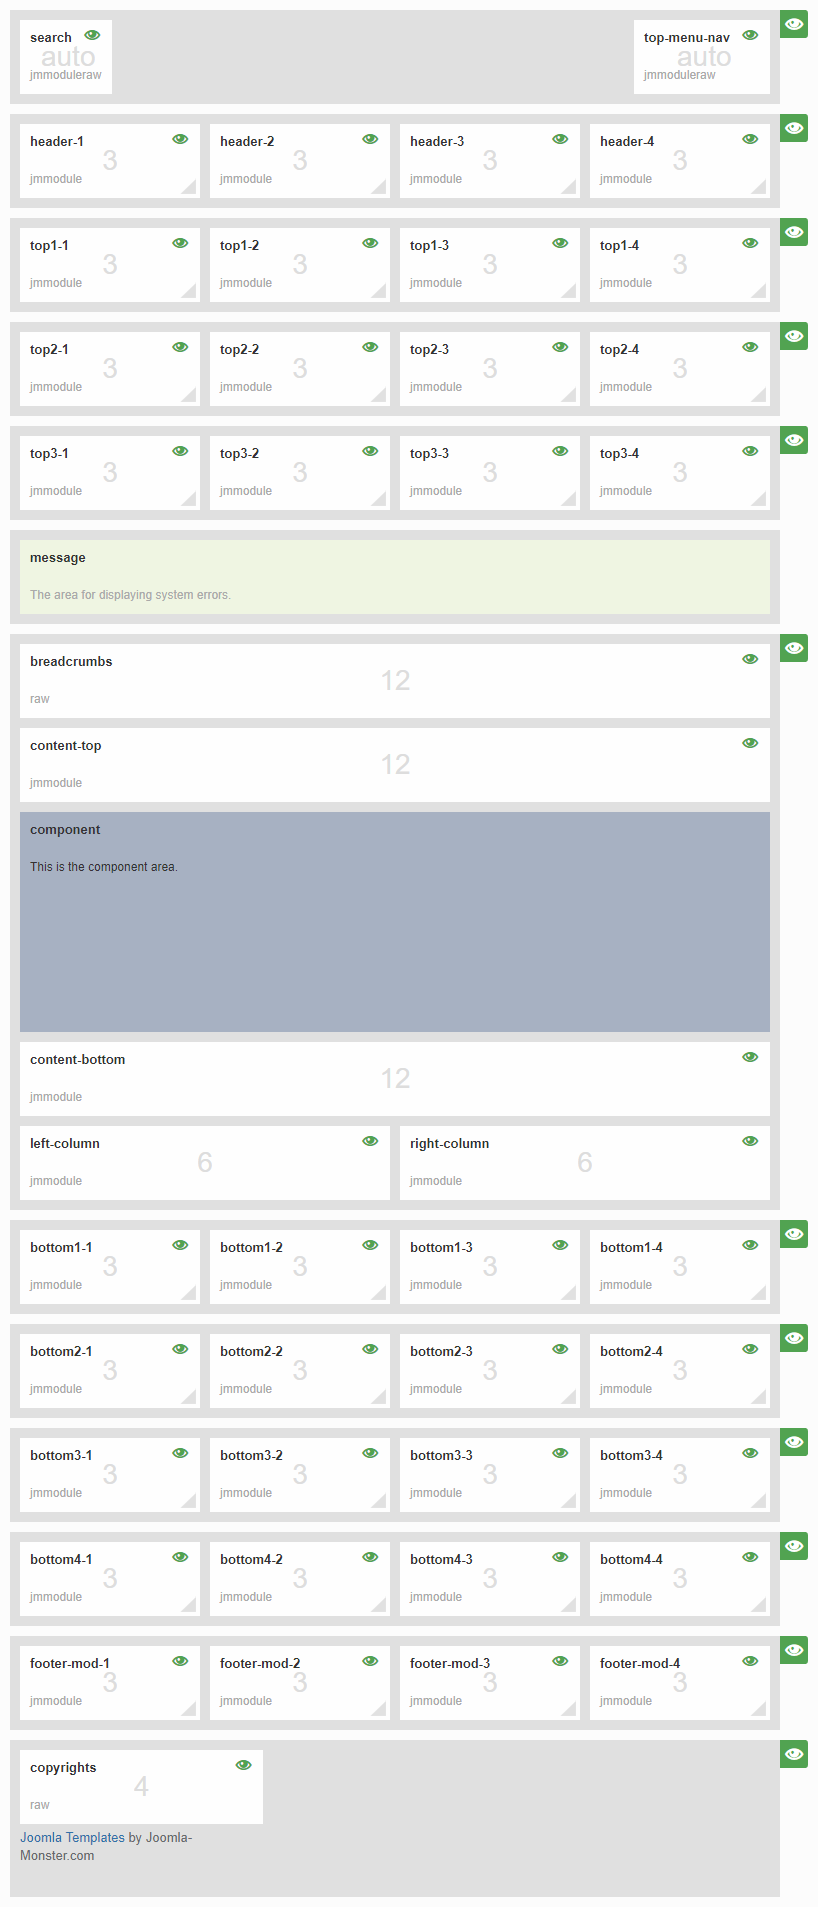 search
auto
jmmoduleraw
top-menu-nav
auto
jmmoduleraw
header-1
3
jmmodule
header-2
3
jmmodule
header-3
3
jmmodule
header-4
3
jmmodule
top1-1
3
jmmodule
top1-2
3
jmmodule
top1-3
3
jmmodule
top1-4
3
jmmodule
top2-1
3
jmmodule
top2-2
3
jmmodule
top2-3
3
jmmodule
top2-4
3
jmmodule
top3-1
3
jmmodule
top3-2
3
jmmodule
top3-3
3
jmmodule
top3-4
3
jmmodule
message
The area for displaying system errors.
breadcrumbs
12
raw
content-top
12
jmmodule
component
This is the component area.
content-bottom
12
jmmodule
left-column
6
jmmodule
right-column
6
jmmodule
bottom1-1
3
jmmodule
bottom1-2
3
jmmodule
bottom1-3
3
jmmodule
bottom1-4
3
jmmodule
bottom2-1
3
jmmodule
bottom2-2
3
jmmodule
bottom2-3
3
jmmodule
bottom2-4
3
jmmodule
bottom3-1
3
jmmodule
bottom3-2
3
jmmodule
bottom3-3
3
jmmodule
bottom3-4
3
jmmodule
bottom4-1
3
jmmodule
bottom4-2
3
jmmodule
bottom4-3
3
jmmodule
bottom4-4
3
jmmodule
footer-mod-1
3
jmmodule
footer-mod-2
3
jmmodule
footer-mod-3
3
jmmodule
footer-mod-4
3
jmmodule
copyrights
4
raw
Joomla Templates by Joomla-
Monster.com